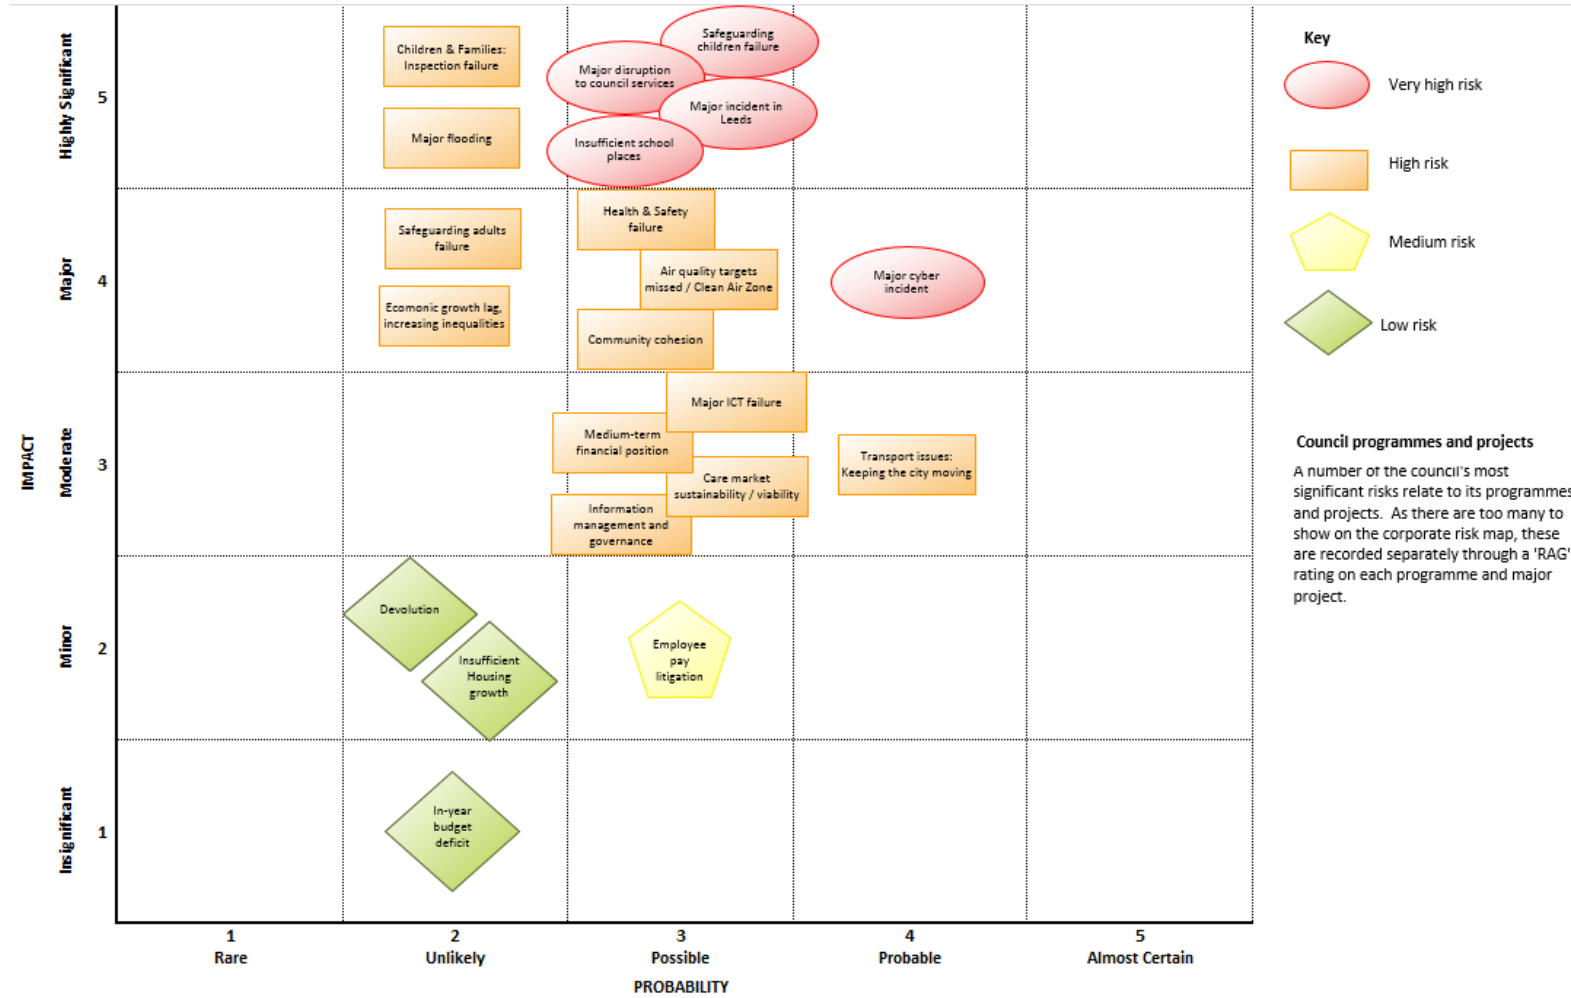 Highly Significant
5
Children & Families:
Inspection failure
Major flooding
Safeguarding
children failure
Major disruption
to council services
Major incident in
Leeds
Insufficient school
places
Major
4
Safeguarding adults
failure
Ecomonic growth lag,
increasing inequalities
Health & Safety
failure
Air quality targets
missed / Clean Air Zone
Community cohesion
Major cyber
incident
IMPACT
Moderate
3
Major ICT failure
Medium-term
financial position
Care market
sustainability / viability
Information
management and
governance
Transport issues:
Keeping the city moving
Minor
2
Devolution
Insufficient
Housing
growth
Employee
pay
litigation
Insignificant
1
In-year
budget
deficit
1
Rare
2
Unlikely
3
Possible
4
Probable
5
Almost Certain
PROBABILITY
Key
Very high risk
High risk
Medium risk
Low risk
Council programmes and projects
A number of the council's most
significant risks relate to its programmes
and projects. As there are too many to
show on the corporate risk map, these
are recorded separately through a 'RAG'
rating on each programme and major
project.